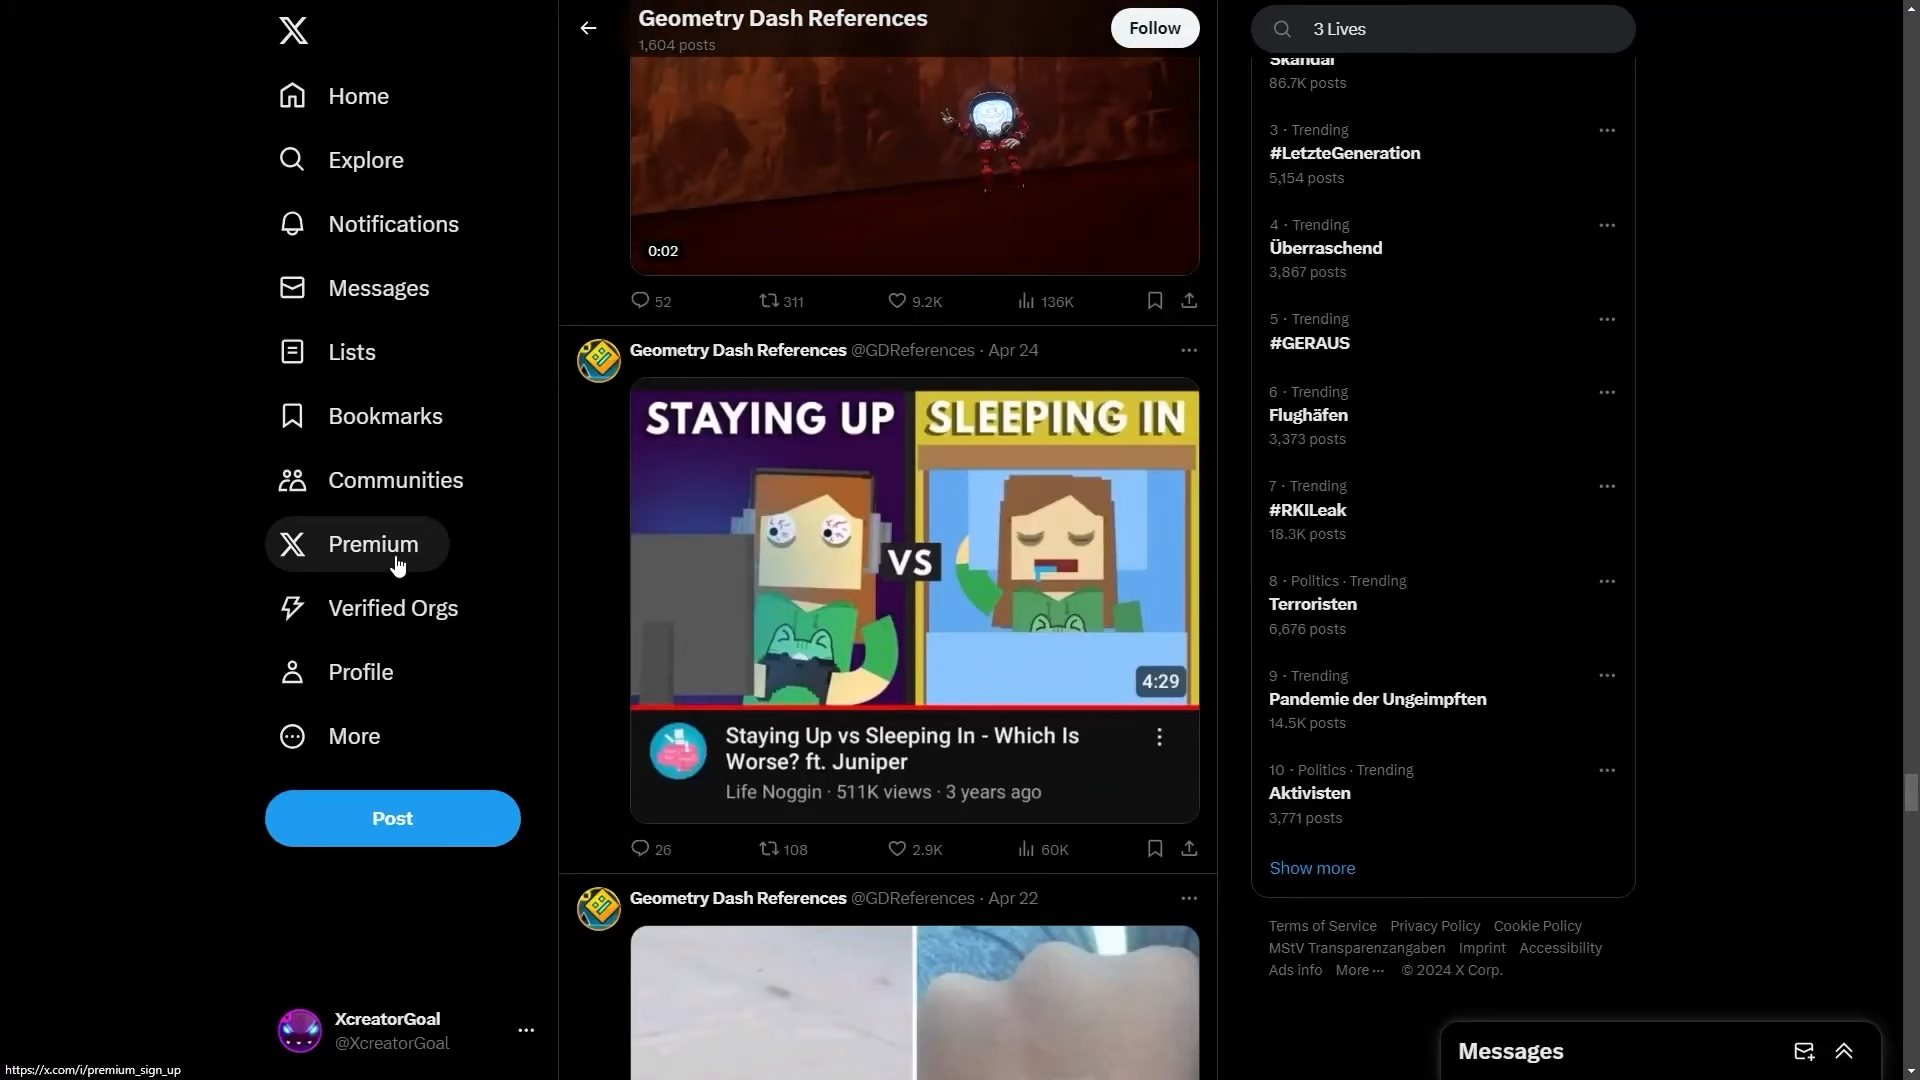 Home
Explore
Notifications
Messages
Lists
Bookmarks
Communities
Premium
Verified Orgs
Profile
More
Post
XcreatorGoal
@XcreatorGoal
https://x.com/i/premium_sign_up
Geometry Dash References
1,604 posts
Follow
0:02
52 311 9.2K 136K
Geometry Dash References @GDReferences · Apr 24
STAYING UP
VS
SLEEPING IN
4:29
Staying Up vs Sleeping In - Which Is
Worse? ft. Juniper
Life Noggin · 511K views · 3 years ago
26 108 2.9K 60K
Geometry Dash References @GDReferences · Apr 22
3 Lives
Skandal
86.7K posts
3 · Trending
#LetzteGeneration
5,154 posts
4 · Trending
Überraschend
3,867 posts
5 · Trending
#GERAUS
6 · Trending
Flughäfen
3,373 posts
7 · Trending
#RKILeak
18.3K posts
8 · Politics · Trending
Terroristen
6,676 posts
9 · Trending
Pandemie der Ungeimpften
14.5K posts
10 · Politics · Trending
Aktivisten
3,771 posts
Show more
Terms of Service Privacy Policy Cookie Policy
MStV Transparenzangaben Imprint Accessibility
Ads info More ··· © 2024 X Corp.
Messages